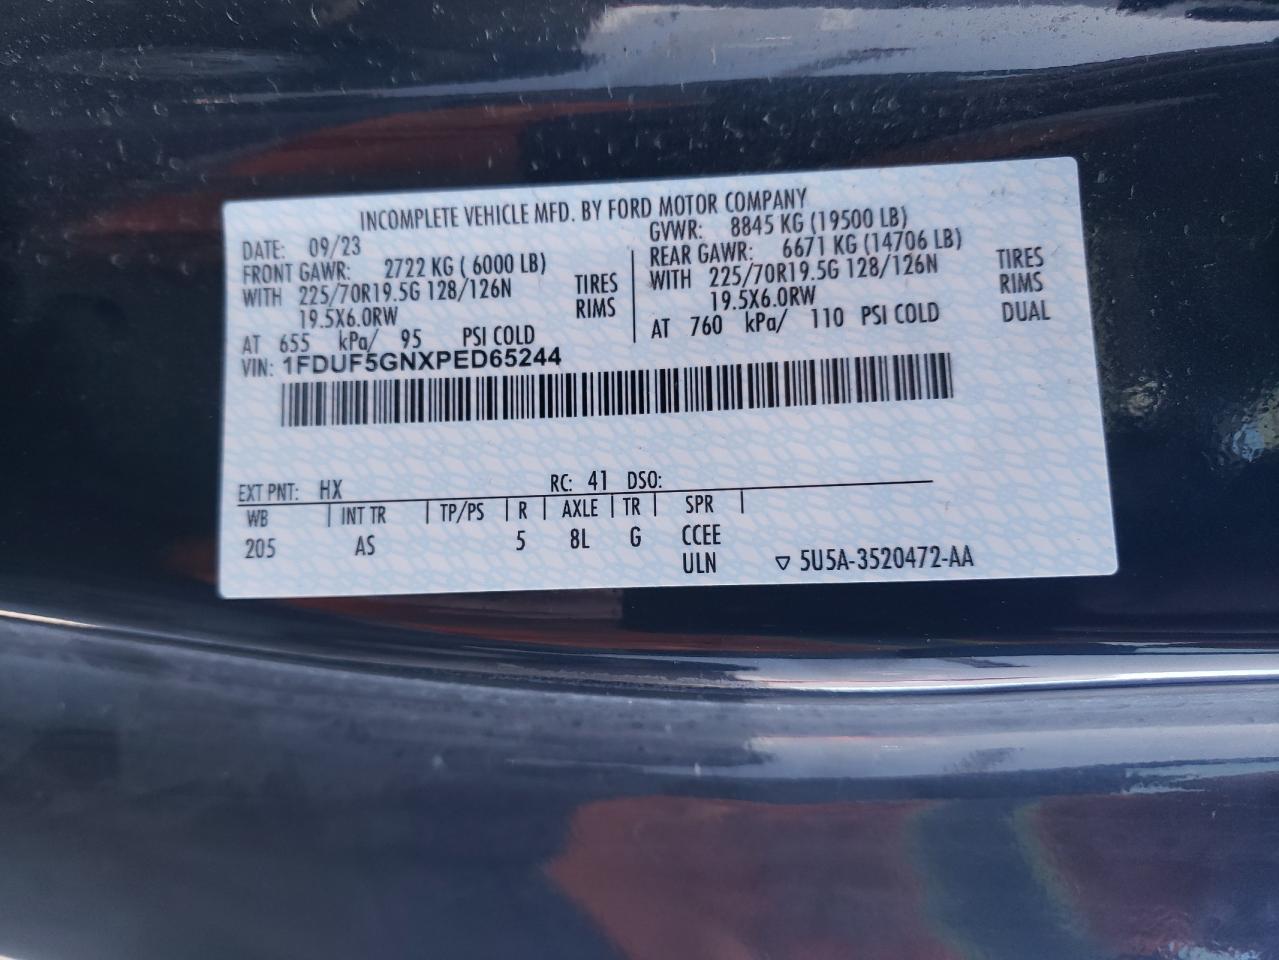 INCOMPLETE VEHICLE MFD. BY FORD MOTOR COMPANY
DATE: 09/23
FRONT GAWR: 2722 KG ( 6000 LB)
WITH 225/70R19.5G 128/126N TIRES
19.5X6.0RW RIMS
AT 655 kPa/ 95 PSI COLD
GVWR: 8845 KG (19500 LB)
REAR GAWR: 6671 KG (14706 LB)
WITH 225/70R19.5G 128/126N TIRES
19.5X6.0RW RIMS
AT 760 kPa/ 110 PSI COLD DUAL
VIN: 1FDUF5GNXPED65244
EXT PNT: HX RC: 41 DSO:
WB INT TR TP/PS R AXLE TR SPR
205 AS 5 8L G CCEE
ULN ▽ 5U5A-3520472-AA